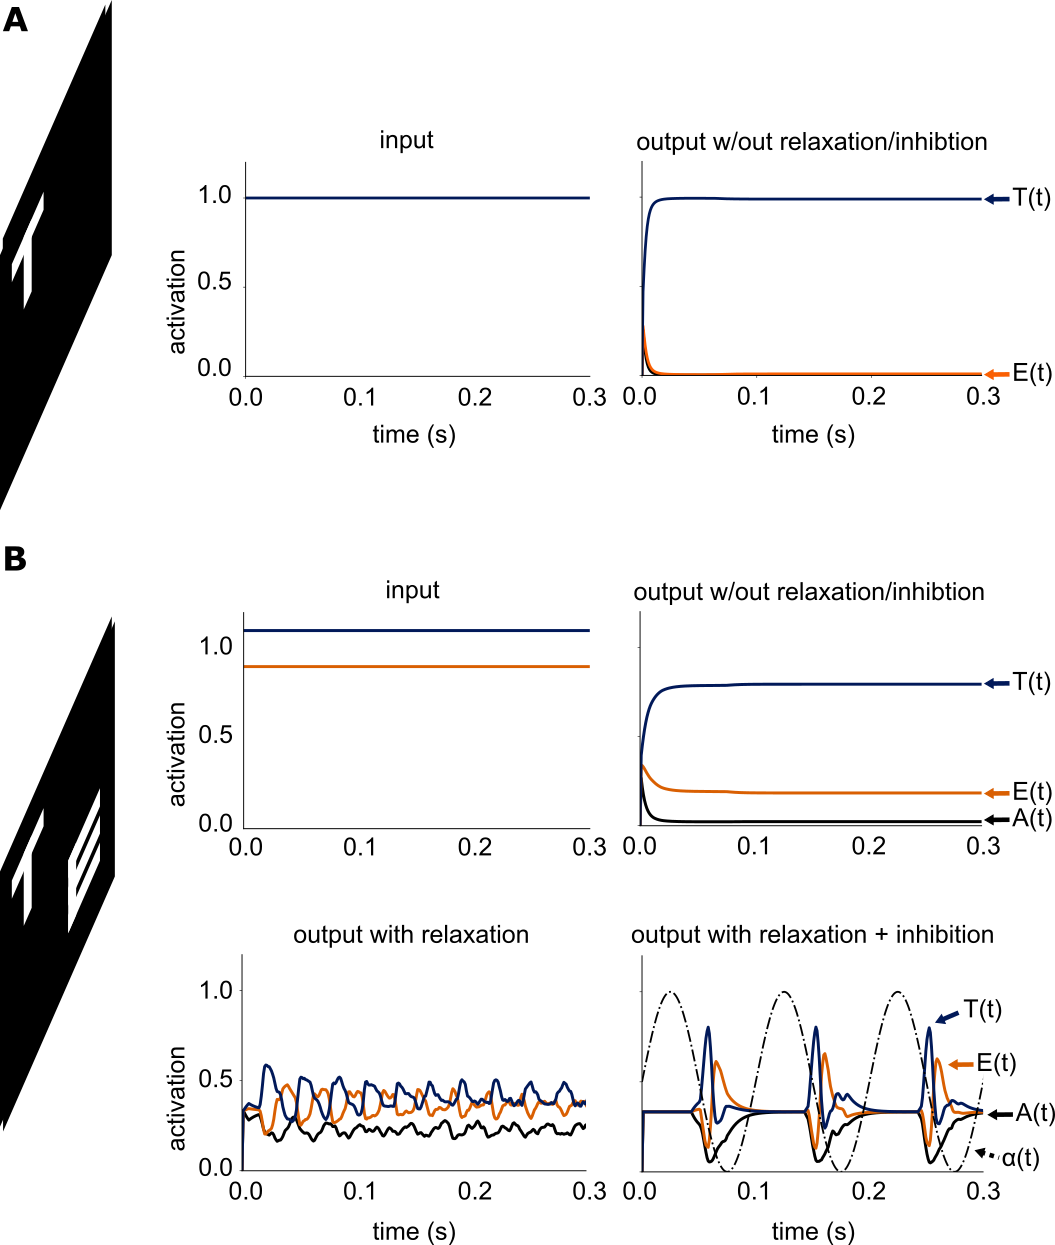 A
input
output w/out relaxation/inhibtion
1.0
0.5
0.0
activation
0.0 0.1 0.2 0.3
time (s)
T(t)
E(t)
0.0 0.1 0.2 0.3
time (s)
T
B
input
output w/out relaxation/inhibtion
1.0
0.5
0.0
activation
0.0 0.1 0.2 0.3
T(t)
E(t)
A(t)
0.0 0.1 0.2 0.3
T E
output with relaxation
output with relaxation + inhibition
1.0
0.5
0.0
activation
0.0 0.1 0.2 0.3
time (s)
T(t)
E(t)
A(t)
α(t)
0.0 0.1 0.2 0.3
time (s)